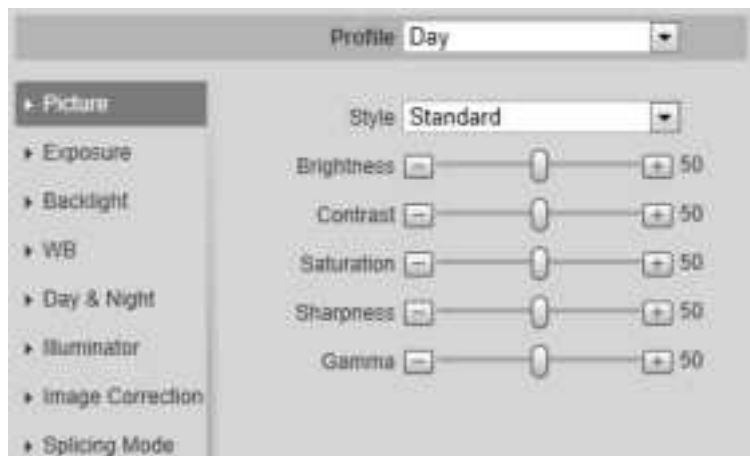 Profile Day
Picture
Exposure
Backlight
WB
Day & Night
Illuminator
Image Correction
Splicing Mode
Style Standard
Brightness 50
Contrast 50
Saturation 50
Sharpness 50
Gamma 50